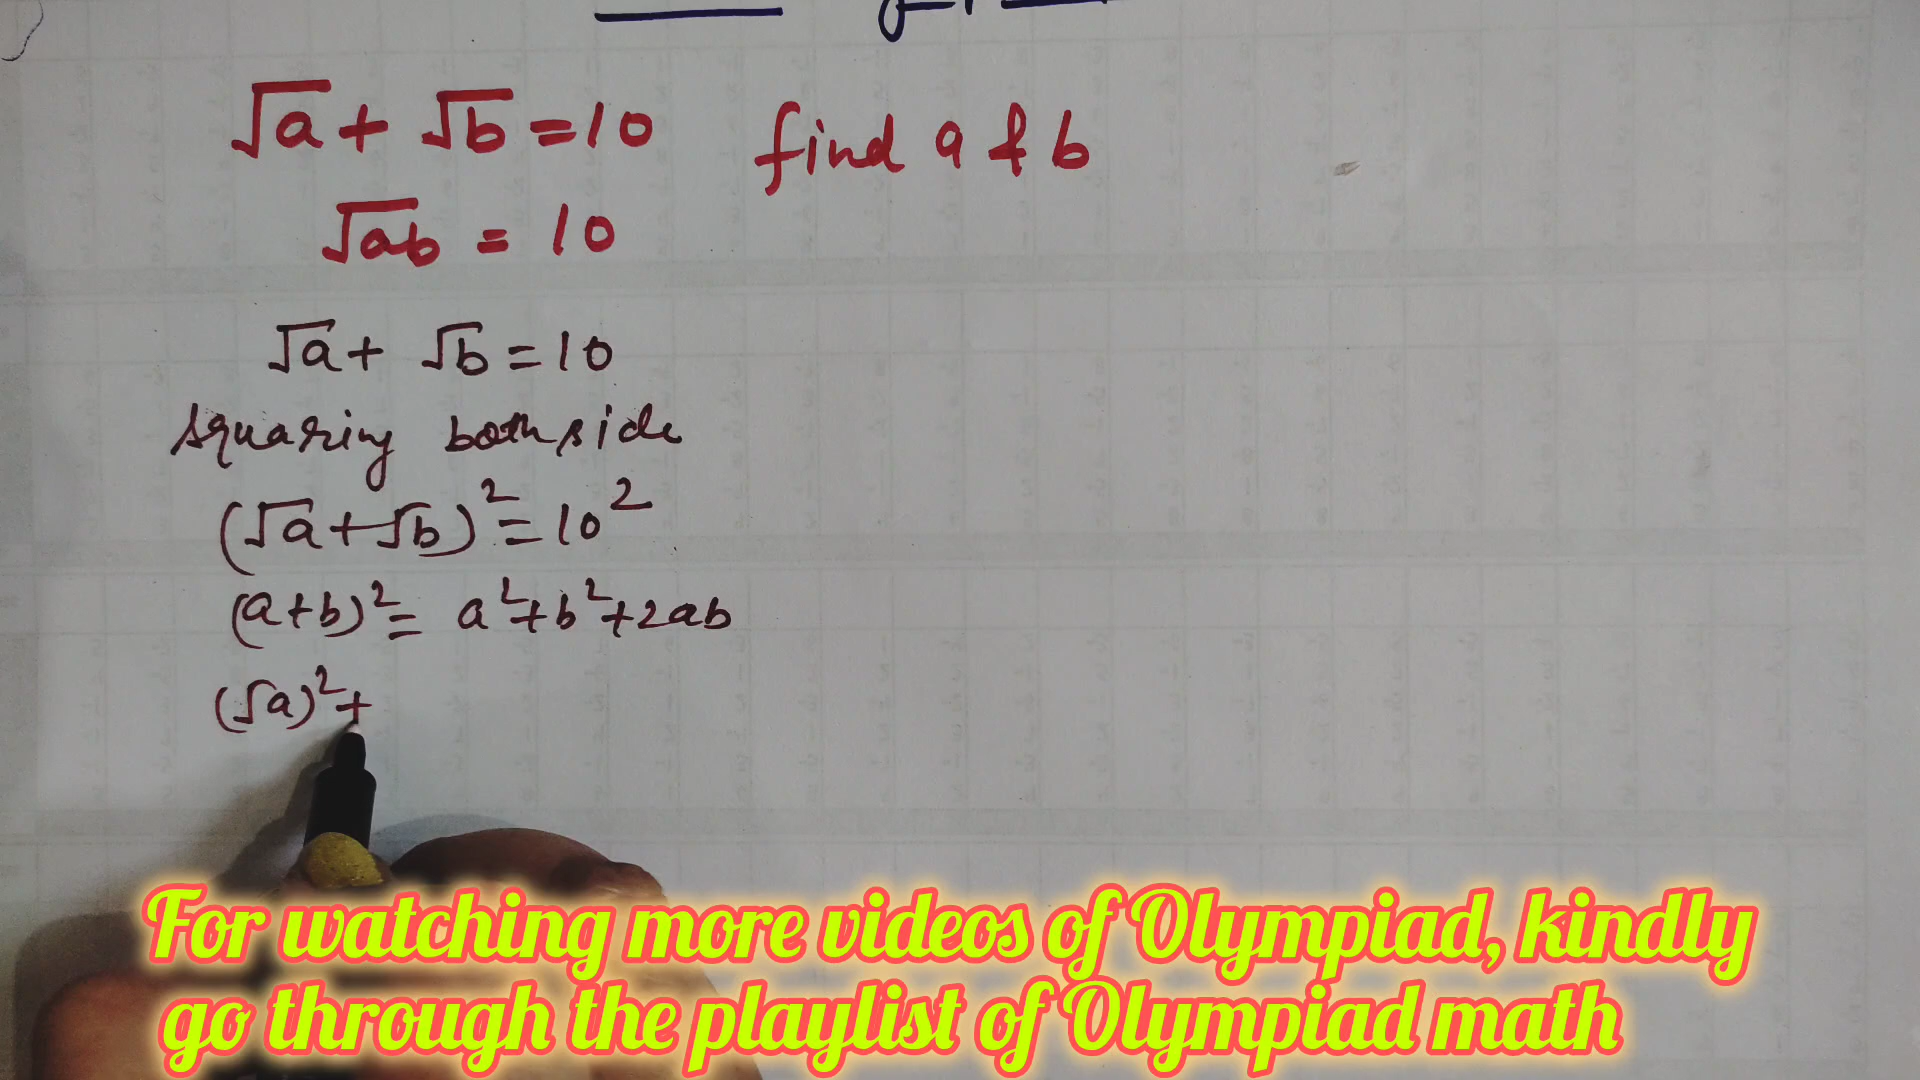 √a + √b = 10 find a & b
√ab = 10
√a + √b = 10
Squaring both side
(√a + √b)² = 10²
(a+b)² = a² + b² + 2ab
(√a)² +
For watching more videos of Olympiad, kindly
go through the playlist of Olympiad math